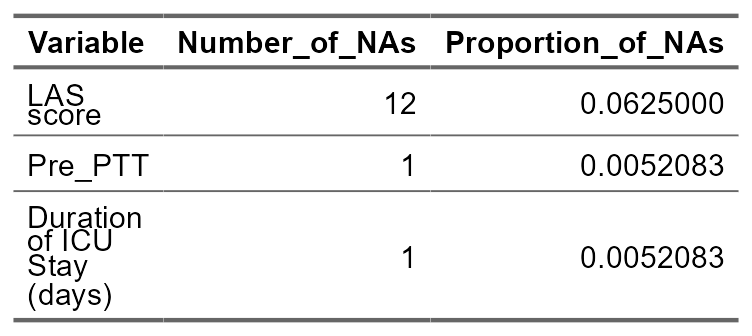 Variable Number_of_NAs Proportion_of_NAs
LAS
score 12 0.0625000
Pre_PTT 1 0.0052083
Duration
of ICU
Stay
(days) 1 0.0052083